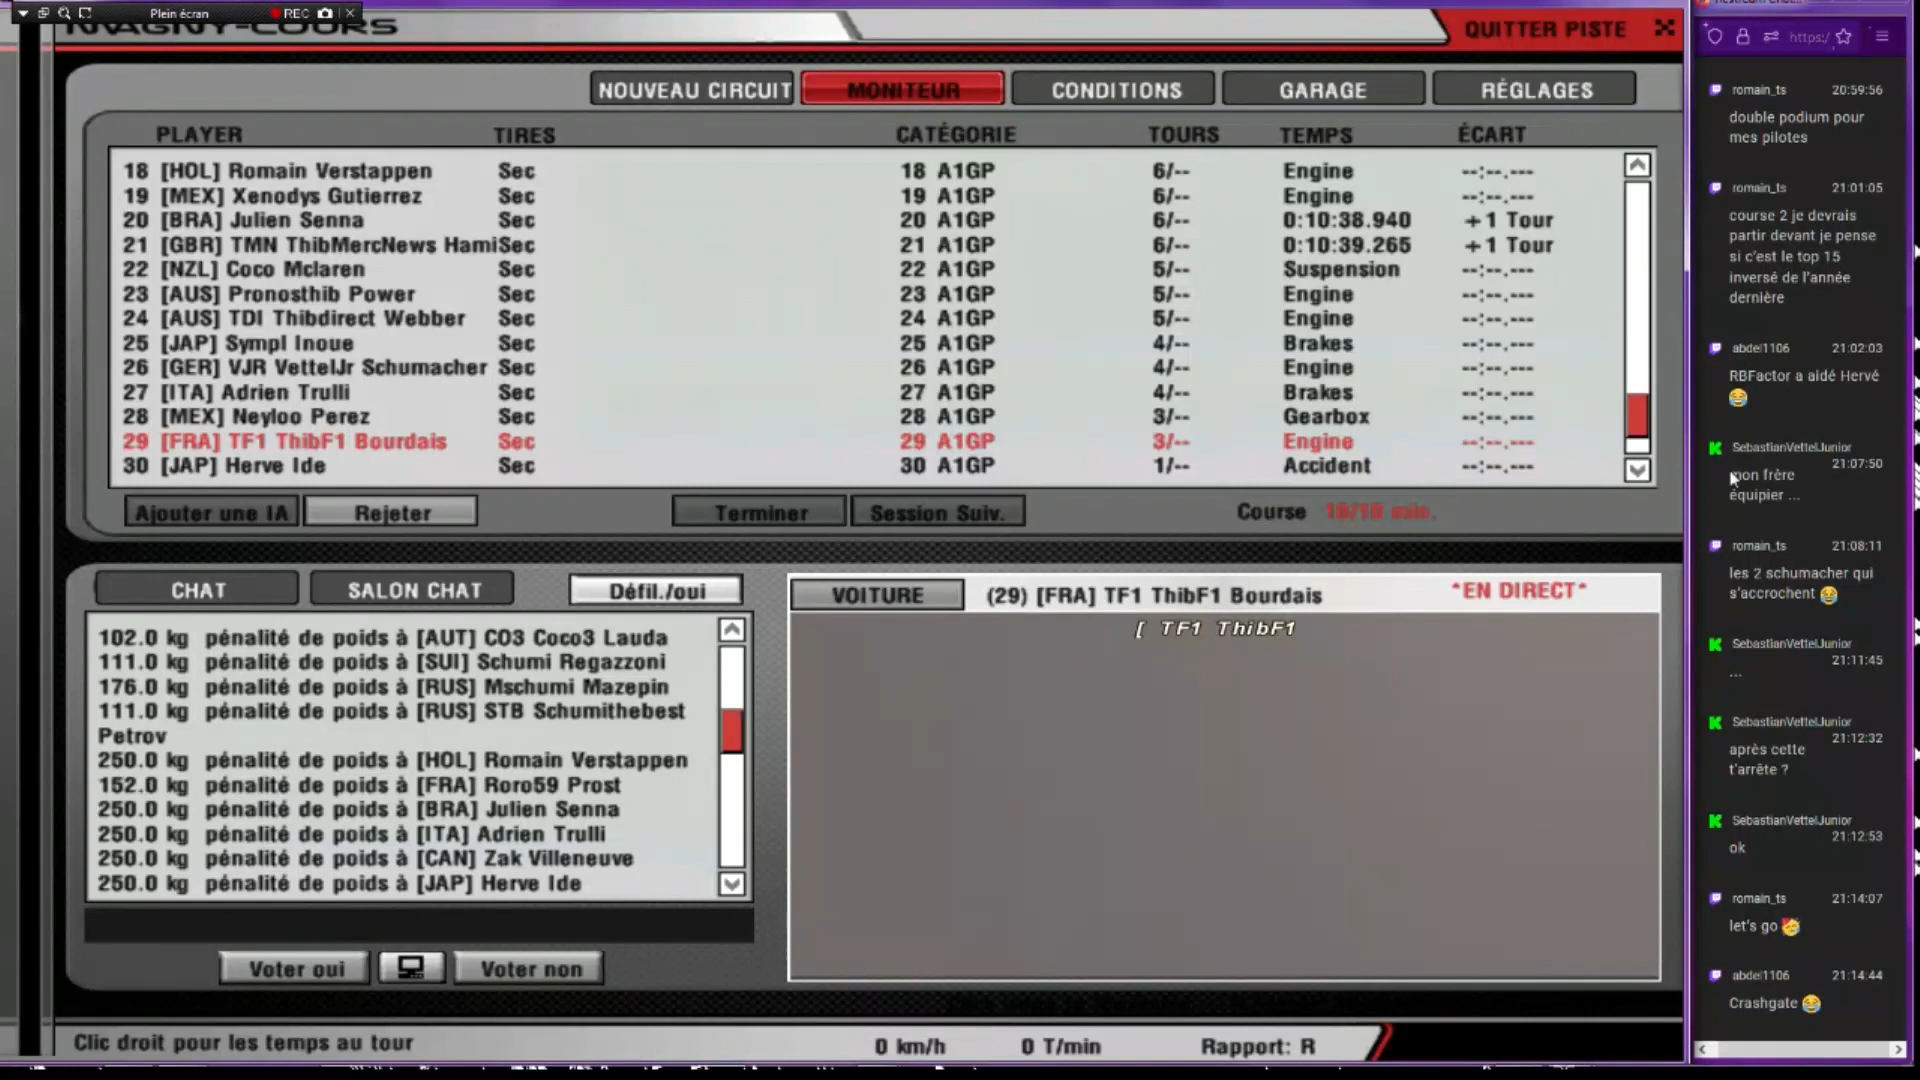 Plein écran
REC
MAGNY-COURS
QUITTER PISTE
NOUVEAU CIRCUIT
MONITEUR
CONDITIONS
GARAGE
RÉGLAGES
PLAYER TIRES CATÉGORIE TOURS TEMPS ÉCART
18 [HOL] Romain Verstappen Sec 18 A1GP 6/-- Engine --:--.---
19 [MEX] Xenodys Gutierrez Sec 19 A1GP 6/-- Engine --:--.---
20 [BRA] Julien Senna Sec 20 A1GP 6/-- 0:10:38.940 +1 Tour
21 [GBR] TMN ThibMercNews Hami Sec 21 A1GP 6/-- 0:10:39.265 +1 Tour
22 [NZL] Coco Mclaren Sec 22 A1GP 5/-- Suspension --:--.---
23 [AUS] Pronosthib Power Sec 23 A1GP 5/-- Engine --:--.---
24 [AUS] TDI Thibdirect Webber Sec 24 A1GP 5/-- Engine --:--.---
25 [JAP] Sympl Inoue Sec 25 A1GP 4/-- Brakes --:--.---
26 [GER] VJR VettelJr Schumacher Sec 26 A1GP 4/-- Engine --:--.---
27 [ITA] Adrien Trulli Sec 27 A1GP 4/-- Brakes --:--.---
28 [MEX] Neyloo Perez Sec 28 A1GP 3/-- Gearbox --:--.---
29 [FRA] TF1 ThibF1 Bourdais Sec 29 A1GP 3/-- Engine --:--.---
30 [JAP] Herve Ide Sec 30 A1GP 1/-- Accident --:--.---
Ajouter une IA
Rejeter
Terminer
Session Suiv.
Course
CHAT
SALON CHAT
Défil./oui
102.0 kg pénalité de poids à [AUT] CO3 Coco3 Lauda
111.0 kg pénalité de poids à [SUI] Schumi Regazzoni
176.0 kg pénalité de poids à [RUS] Mschumi Mazepin
111.0 kg pénalité de poids à [RUS] STB Schumithebest
Petrov
250.0 kg pénalité de poids à [HOL] Romain Verstappen
152.0 kg pénalité de poids à [FRA] Roro59 Prost
250.0 kg pénalité de poids à [BRA] Julien Senna
250.0 kg pénalité de poids à [ITA] Adrien Trulli
250.0 kg pénalité de poids à [CAN] Zak Villeneuve
250.0 kg pénalité de poids à [JAP] Herve Ide
Voter oui
Voter non
VOITURE
(29) [FRA] TF1 ThibF1 Bourdais
*EN DIRECT*
[ TF1 ThibF1
Clic droit pour les temps au tour
0 km/h
0 T/min
Rapport: R
https:/
romain_ts 20:59:56
double podium pour
mes pilotes
romain_ts 21:01:05
course 2 je devrais
partir devant je pense
si c'est le top 15
inversé de l'année
dernière
abdel1106 21:02:03
RBFactor a aidé Hervé
😂
SebastianVettelJunior
21:07:50
mon frère
équipier ...
romain_ts 21:08:11
les 2 schumacher qui
s'accrochent 😂
SebastianVettelJunior
21:11:45
...
SebastianVettelJunior
21:12:32
après cette
t'arrête ?
SebastianVettelJunior
21:12:53
ok
romain_ts 21:14:07
let's go 🥳
abdel1106 21:14:44
Crashgate 😂